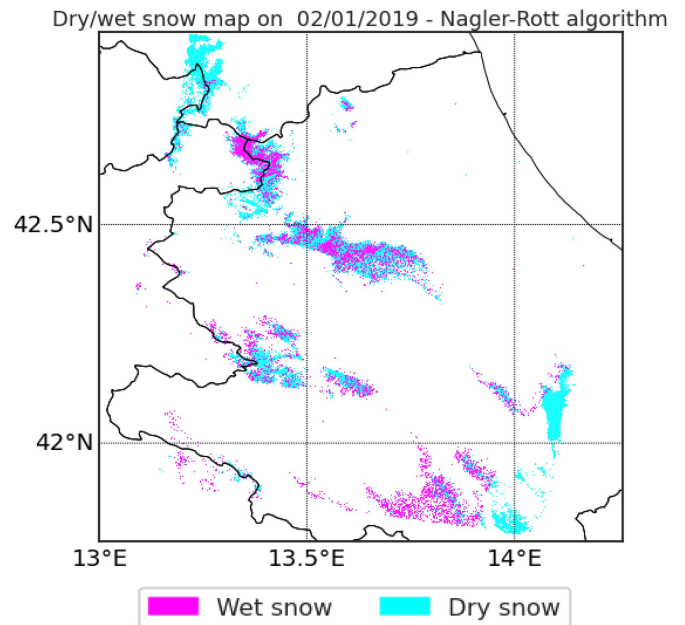 Dry/wet snow map on  02/01/2019 - Nagler-Rott algorithm
42.5°N
42°N
13°E 13.5°E 14°E
Wet snow Dry snow